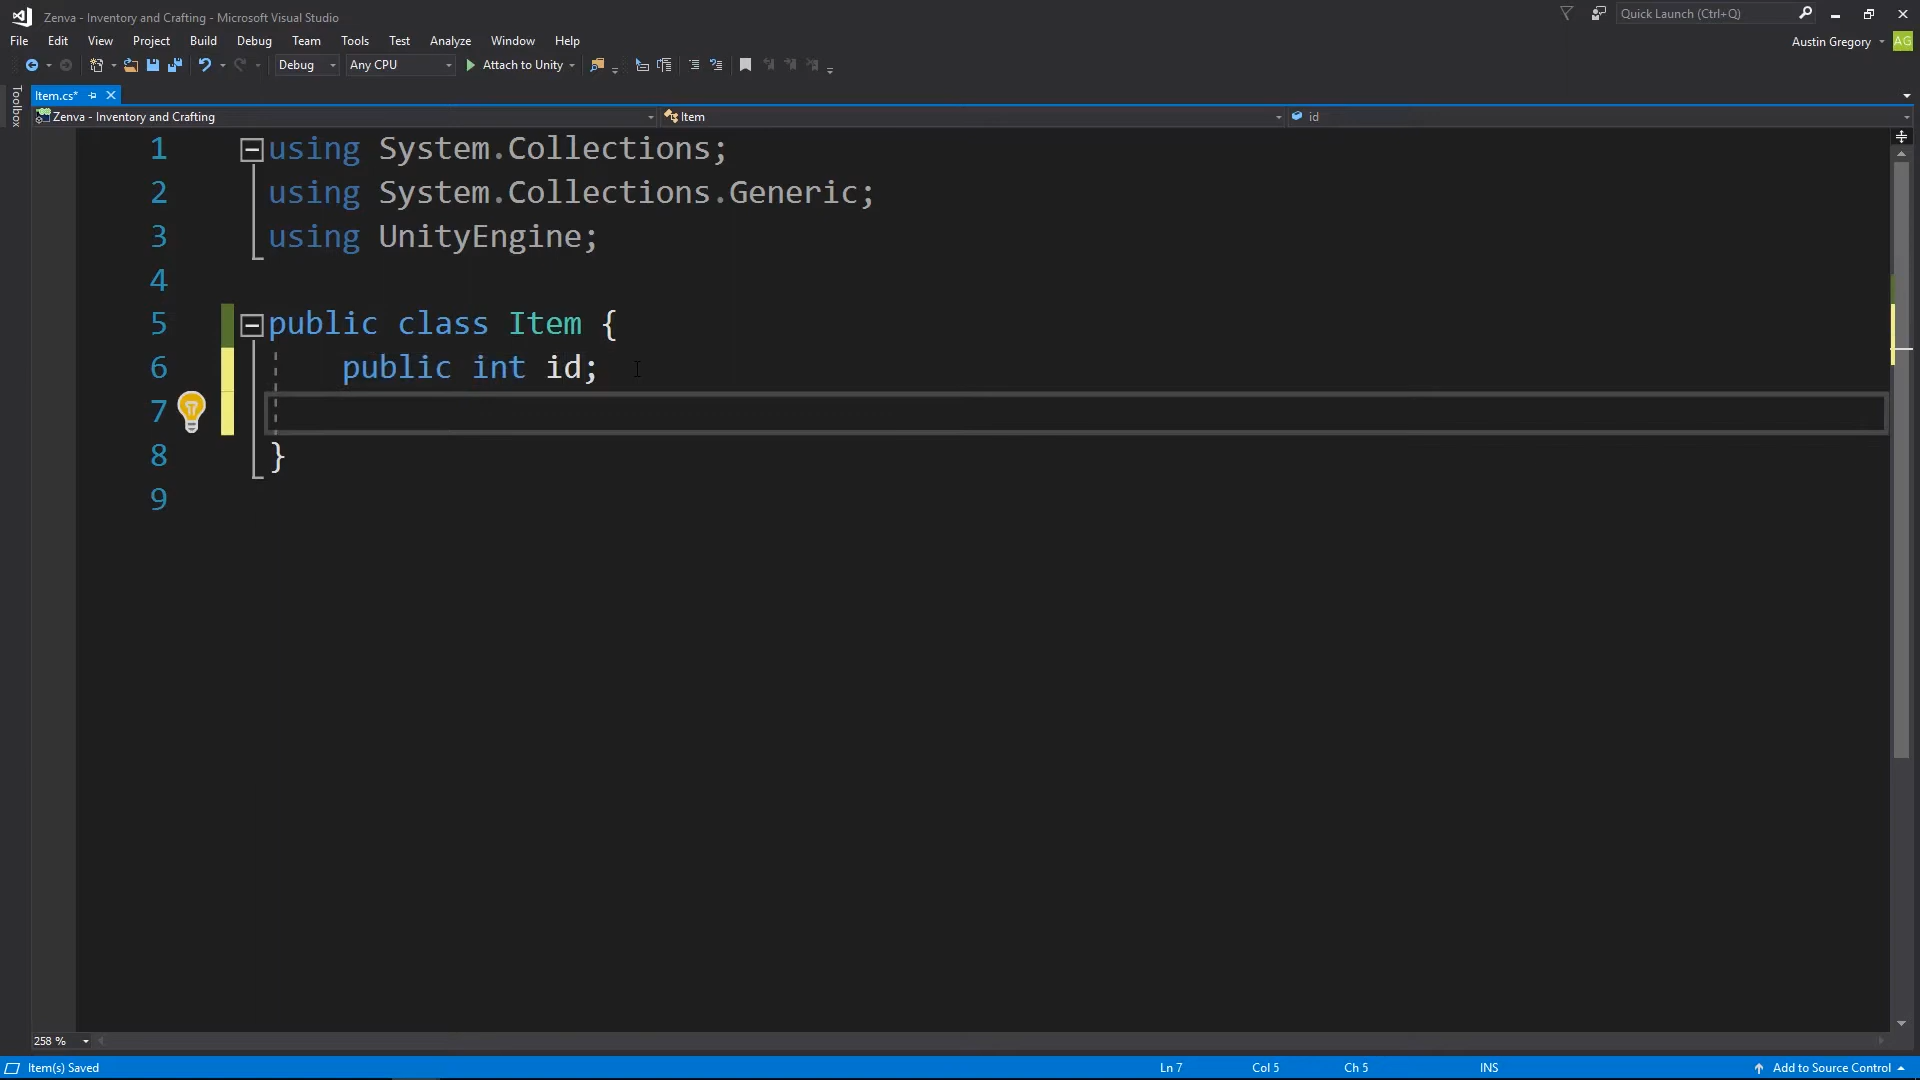 Zenva - Inventory and Crafting - Microsoft Visual Studio
Quick Launch (Ctrl+Q)
File Edit View Project Build Debug Team Tools Test Analyze Window Help
Austin Gregory AG
Debug Any CPU Attach to Unity
Toolbox
Item.cs*
Zenva - Inventory and Crafting Item id
1 using System.Collections;
2 using System.Collections.Generic;
3 using UnityEngine;
4
5 public class Item {
6 public int id;
7
8 }
9
258 %
Item(s) Saved Ln 7 Col 5 Ch 5 INS Add to Source Control